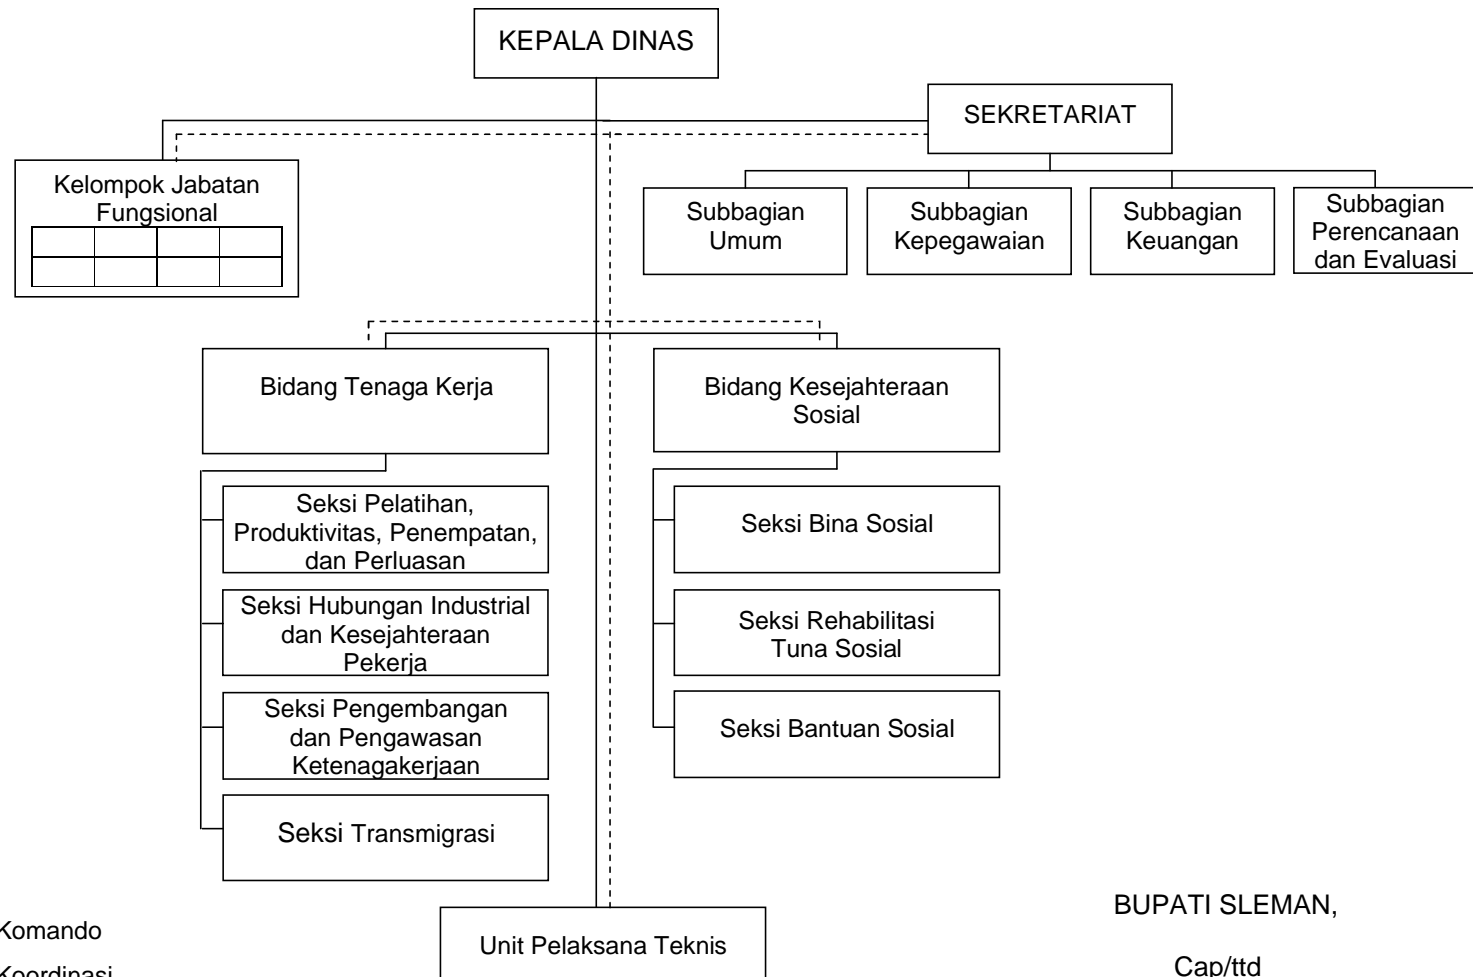 KEPALA DINAS
SEKRETARIAT
Kelompok Jabatan
Fungsional
Subbagian
Umum
Subbagian
Kepegawaian
Subbagian
Keuangan
Subbagian
Perencanaan
dan Evaluasi
Bidang Tenaga Kerja
Bidang Kesejahteraan
Sosial
Seksi Pelatihan,
Produktivitas, Penempatan,
dan Perluasan
Seksi Hubungan Industrial
dan Kesejahteraan
Pekerja
Seksi Pengembangan
dan Pengawasan
Ketenagakerjaan
Seksi Transmigrasi
Seksi Bina Sosial
Seksi Rehabilitasi
Tuna Sosial
Seksi Bantuan Sosial
Unit Pelaksana Teknis
Komando
Koordinasi
BUPATI SLEMAN,
Cap/ttd